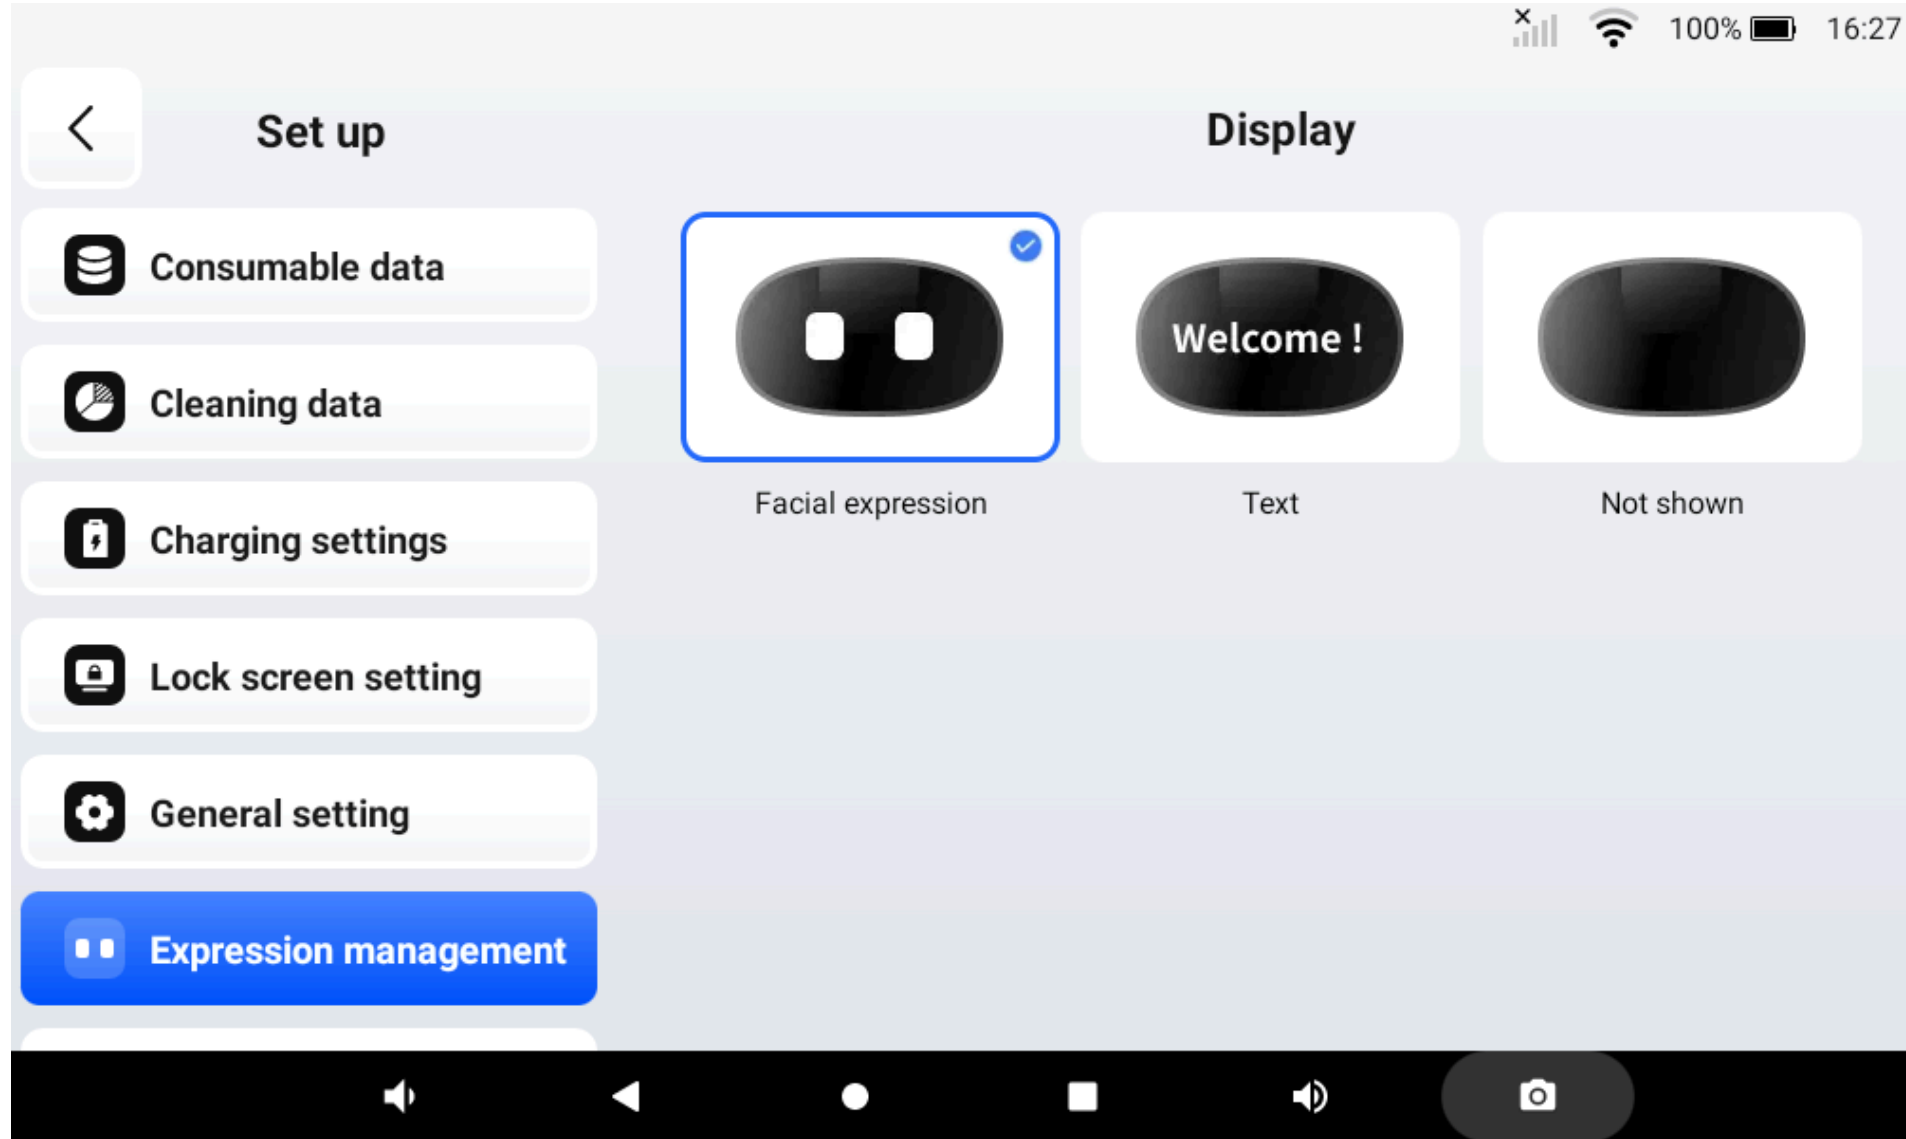 100% 16:27
Set up
Display
Consumable data
Cleaning data
Charging settings
Lock screen setting
General setting
Expression management
Welcome !
Facial expression
Text
Not shown